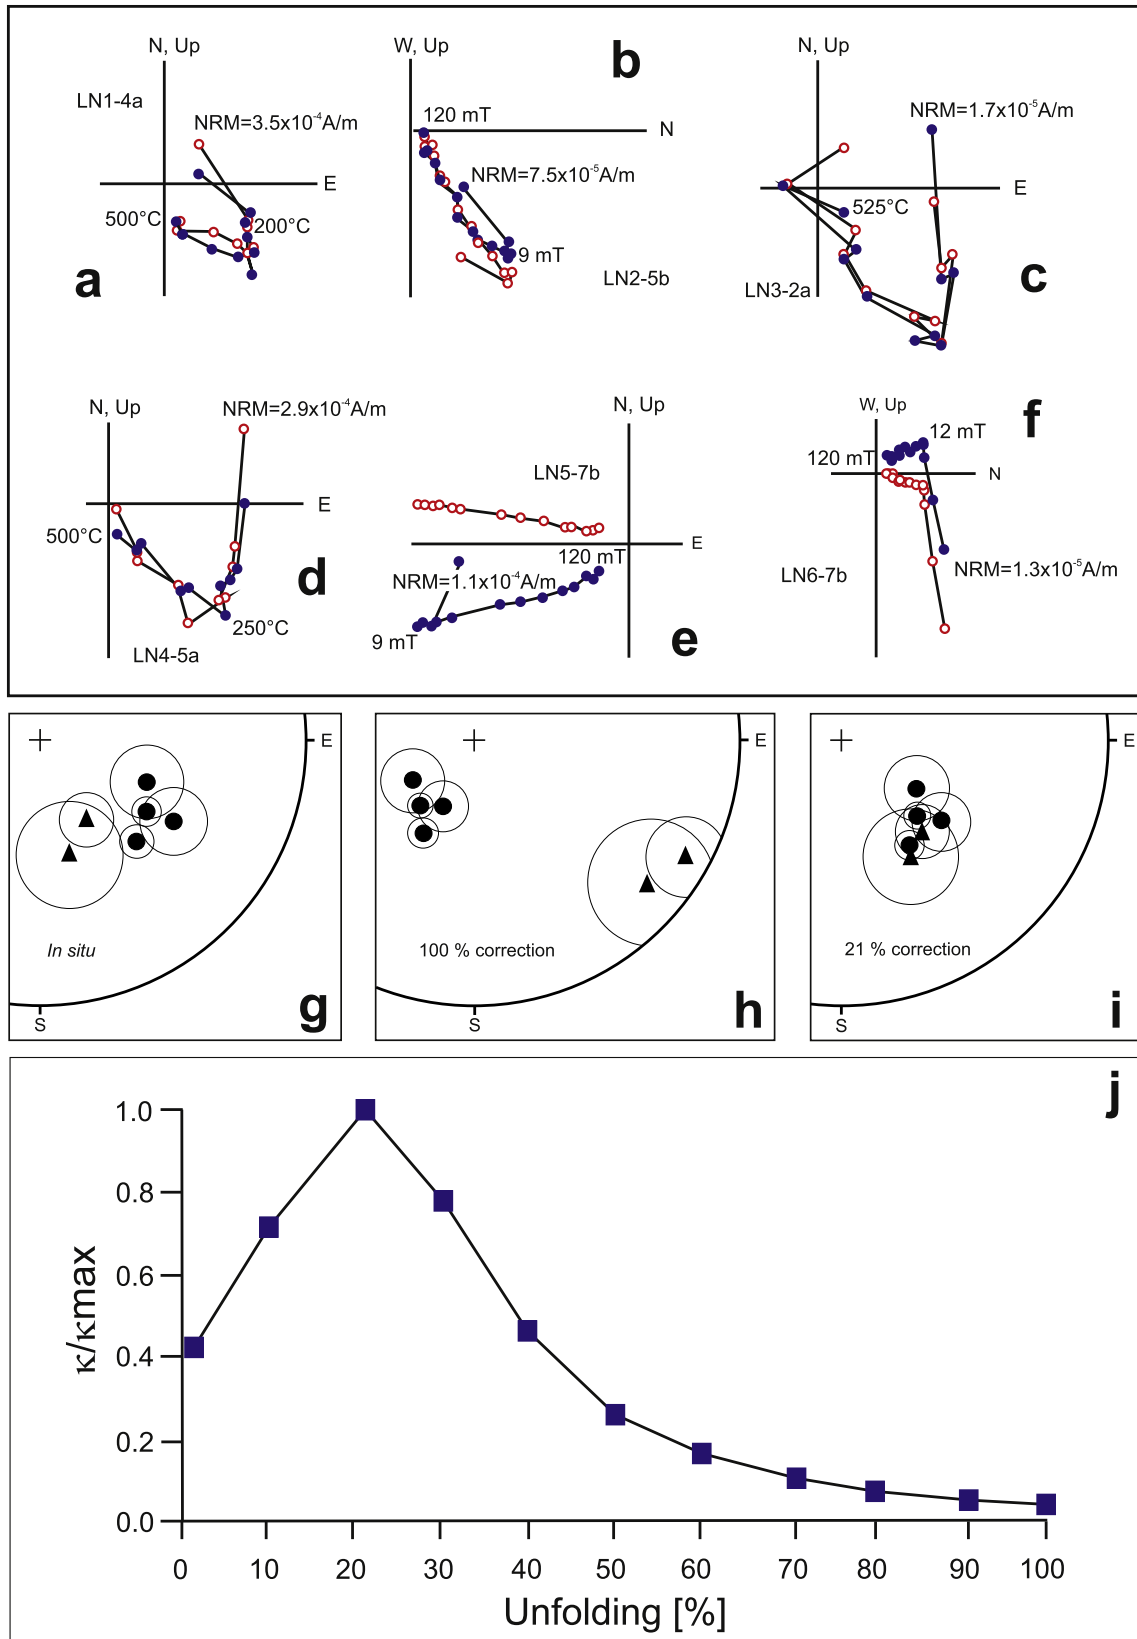 N, Up
LN1-4a
NRM=3.5x10⁻⁴A/m
E
500°C
200°C
a
W, Up
b
120 mT
N
NRM=7.5x10⁻⁵A/m
9 mT
LN2-5b
N, Up
NRM=1.7x10⁻⁵A/m
E
525°C
LN3-2a
c
N, Up
NRM=2.9x10⁻⁴A/m
E
500°C
d
250°C
LN4-5a
N, Up
LN5-7b
E
120 mT
NRM=1.1x10⁻⁴A/m
9 mT
e
W, Up
f
12 mT
120 mT
N
LN6-7b
NRM=1.3x10⁻⁵A/m
E
In situ
g
S
E
100 % correction
h
S
E
21 % correction
i
S
j
1.0
0.8
0.6
0.4
0.2
0.0
κ/κmax
0 10 20 30 40 50 60 70 80 90 100
Unfolding [%]